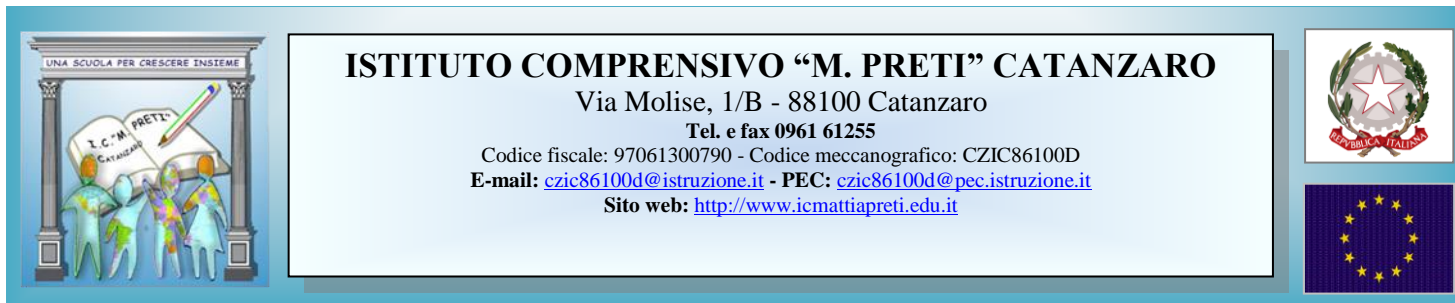 UNA SCUOLA PER CRESCERE INSIEME
I.C. "M. PRETI"
CATANZARO
ISTITUTO COMPRENSIVO “M. PRETI” CATANZARO
Via Molise, 1/B - 88100 Catanzaro
Tel. e fax 0961 61255
Codice fiscale: 97061300790 - Codice meccanografico: CZIC86100D
E-mail: czic86100d@istruzione.it - PEC: czic86100d@pec.istruzione.it
Sito web: http://www.icmattiapreti.edu.it
REPVBBLICA ITALIANA